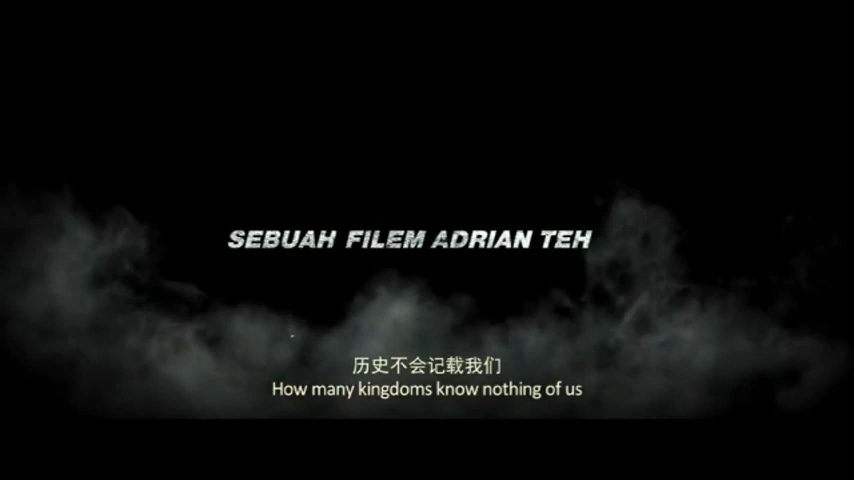 SEBUAH FILEM ADRIAN TEH
历史不会记载我们
How many kingdoms know nothing of us